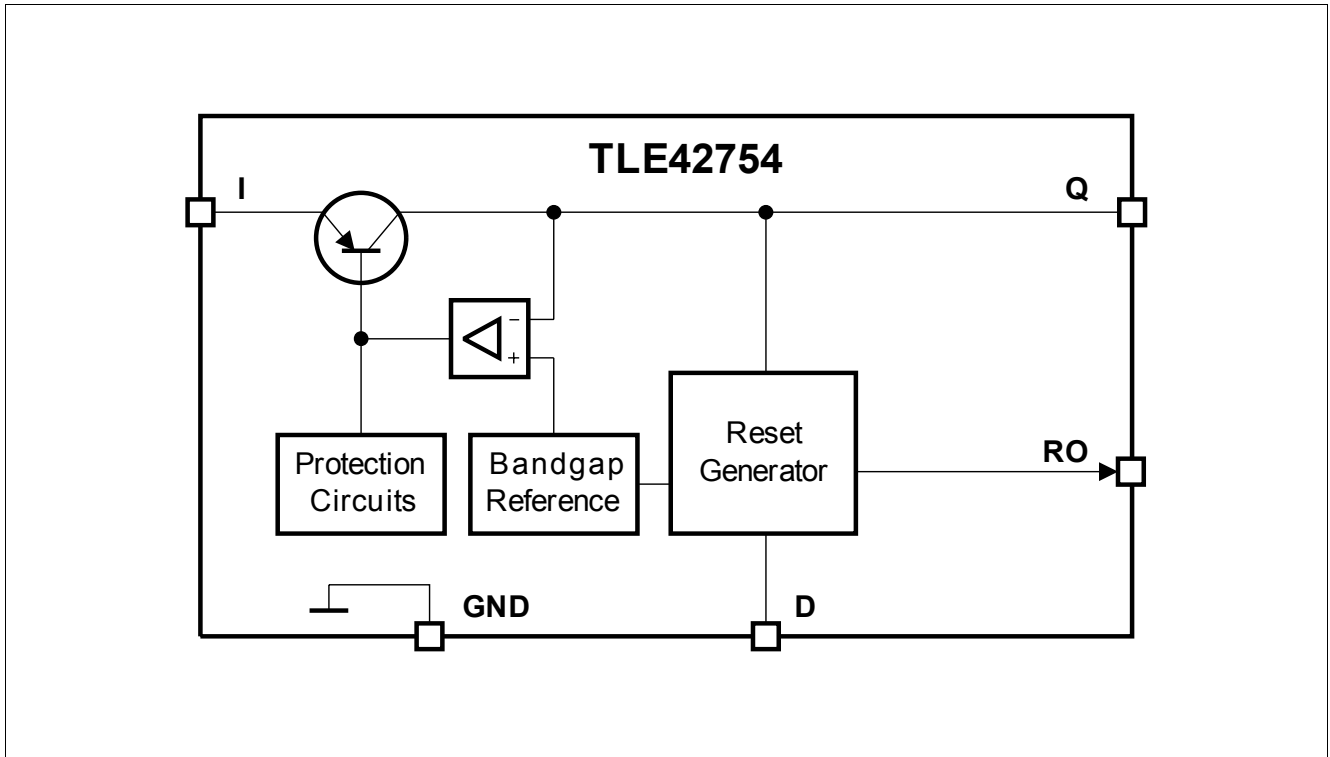 TLE42754
I
Q
-
+
Protection
Circuits
Bandgap
Reference
Reset
Generator
RO
GND
D